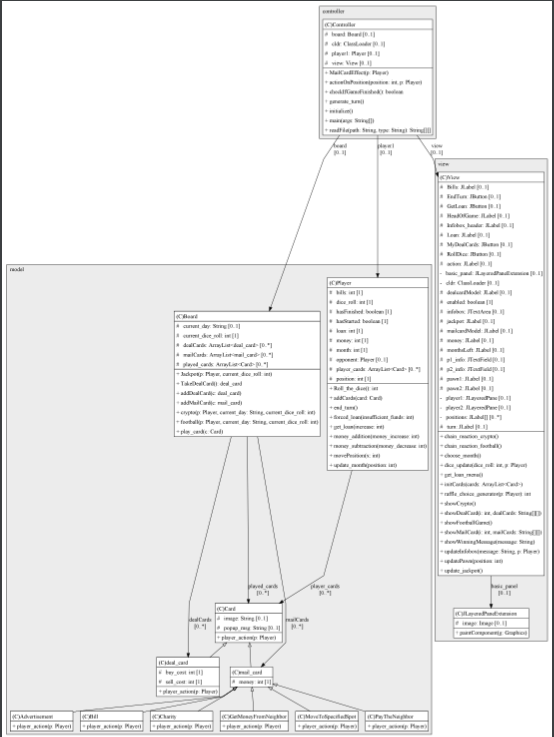 controller
(C)Controller
# board: Board [0..1]
# cldr: ClassLoader [0..1]
# player1: Player [0..1]
# view: View [0..1]
+ MailCardEffect(p: Player)
+ actionOnPosition(position: int, p: Player)
+ checkIfGameFinished() boolean
+ generate_turn()
+ initialize()
+ main(args: String[])
+ readFile(path: String, type: String) String[][]
board
[0..1]
player1
[0..1]
view
[0..1]
view
(C)View
# Bills: JLabel [0..1]
# EndTurn: JButton [0..1]
# GetLoan: JButton [0..1]
# HeadOfGame: JLabel [0..1]
# Infobox_header: JLabel [0..1]
# Loan: JLabel [0..1]
# MyDealCards: JButton [0..1]
# RollDice: JButton [0..1]
# action: JLabel [0..1]
- basic_panel: JLayeredPaneExtension [0..1]
- cldr: ClassLoader [0..1]
# dealcardModel: JLabel [0..1]
# enabled: boolean [1]
# infobox: JTextArea [0..1]
# jackpot: JLabel [0..1]
# mailcardModel: JLabel [0..1]
# money: JLabel [0..1]
# monthsLeft: JLabel [0..1]
# p1_info: JTextField [0..1]
# p2_info: JTextField [0..1]
# pawn1: JLabel [0..1]
# pawn2: JLabel [0..1]
- player1: JLayeredPane [0..1]
- player2: JLayeredPane [0..1]
# positions: JLabel[] [0..*]
# turn: JLabel [0..1]
+ chain_reaction_crypto()
+ chain_reaction_football()
+ choose_month()
+ dice_update(dice_roll: int, p: Player)
+ get_loan_menu()
+ initCards(cards: ArrayList<Card>)
+ raffle_choice_generator(p: Player) int
+ showCrypto()
+ showDealCard(i: int, dealCards: String[][])
+ showFootballGame()
+ showMailCard(i: int, mailCards: String[][])
+ showWinningMessage(message: String)
+ updateInfobox(message: String, p: Player)
+ updatePawn(position: int)
+ update_jackpot()
basic_panel
[0..1]
(C)JLayeredPaneExtension
# image: Image [0..1]
+ paintComponent(g: Graphics)
model
(C)Player
# bills: int [1]
# dice_roll: int [1]
# hasFinished: boolean [1]
# hasStarted: boolean [1]
# loan: int [1]
# money: int [1]
# month: int [1]
# opponent: Player [0..1]
# player_cards: ArrayList<Card> [0..*]
# position: int [1]
+ Roll_the_dice() int
+ addCards(card: Card)
+ end_turn()
+ forced_loan(insufficient_funds: int)
+ get_loan(increase: int)
+ money_addition(money_increase: int)
+ money_subtraction(money_decrease: int)
+ movePosition(x: int)
+ update_month(position: int)
(C)Board
# current_day: String [0..1]
# current_dice_roll: int [1]
# dealCards: ArrayList<deal_card> [0..*]
# mailCards: ArrayList<mail_card> [0..*]
# played_cards: ArrayList<Card> [0..*]
+ Jackpot(p: Player, current_dice_roll: int)
+ TakeDealCard() deal_card
+ addDealCard(: deal_card)
+ addMailCard(: mail_card)
+ crypto(p: Player, current_day: String, current_dice_roll: int)
+ football(p: Player, current_day: String, current_dice_roll: int)
+ play_card(c: Card)
played_cards
[0..*]
player_cards
[0..*]
(C)Card
# image: String [0..1]
# popup_msg: String [0..1]
+ player_action(p: Player)
dealCards
[0..*]
mailCards
[0..*]
(C)deal_card
# buy_cost: int [1]
# sell_cost: int [1]
+ player_action(p: Player)
(C)mail_card
# money: int [1]
(C)Advertisement
+ player_action(p: Player)
(C)Bill
+ player_action(p: Player)
(C)Charity
+ player_action(p: Player)
(C)GetMoneyFromNeighbor
+ player_action(p: Player)
(C)MoveToSpecifiedSpot
+ player_action(p: Player)
(C)PayTheNeighbor
+ player_action(p: Player)